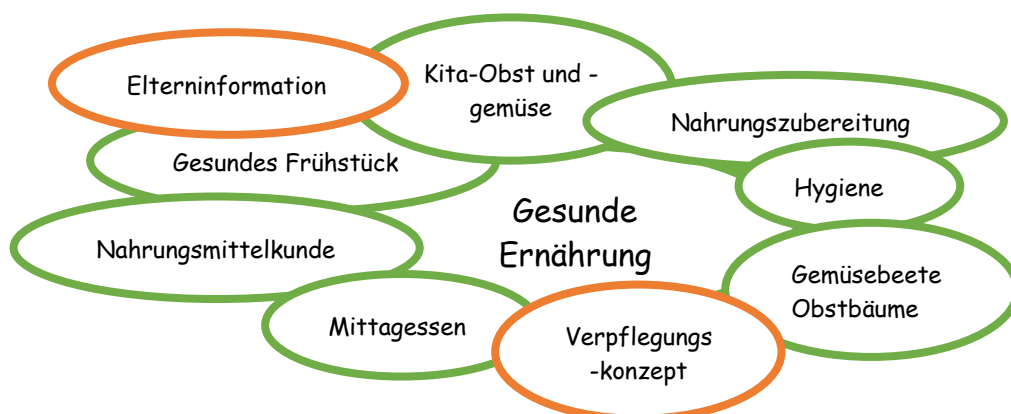 Elterninformation
Kita-Obst und -
gemüse
Nahrungszubereitung
Gesundes Frühstück
Hygiene
Gesunde
Ernährung
Nahrungsmittelkunde
Gemüsebeete
Obstbäume
Mittagessen
Verpflegungs
-konzept